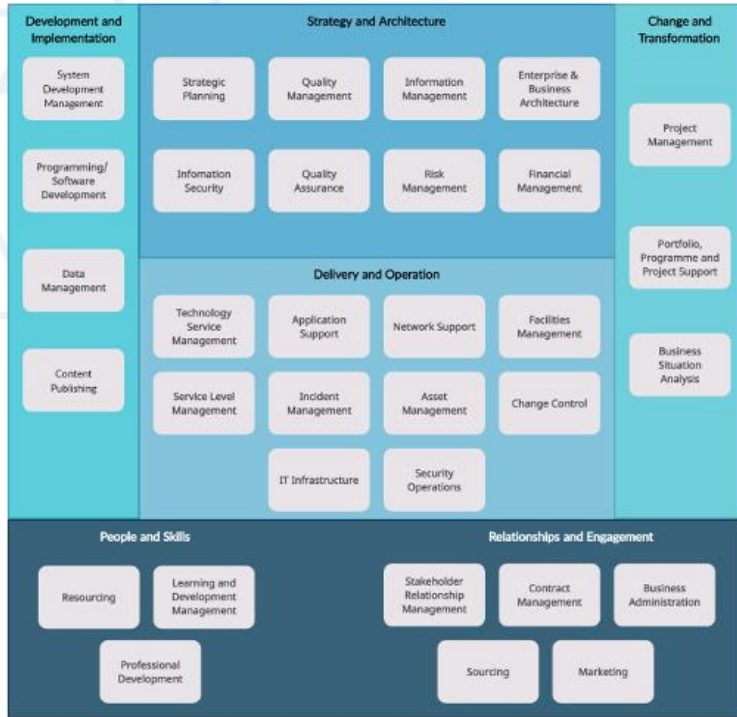 Development and
Implementation
System
Development
Management
Programming/
Software
Development
Data
Management
Content
Publishing
Strategy and Architecture
Strategic
Planning
Quality
Management
Information
Management
Enterprise &
Business
Architecture
Infomation
Security
Quality
Assurance
Risk
Management
Financial
Management
Delivery and Operation
Technology
Service
Management
Application
Support
Network Support
Facilities
Management
Service Level
Management
Incident
Management
Asset
Management
Change Control
IT Infrastructure
Security
Operations
Change and
Transformation
Project
Management
Portfolio,
Programme and
Project Support
Business
Situation
Analysis
People and Skills
Resourcing
Learning and
Development
Management
Professional
Development
Relationships and Engagement
Stakeholder
Relationship
Management
Contract
Management
Business
Administration
Sourcing
Marketing